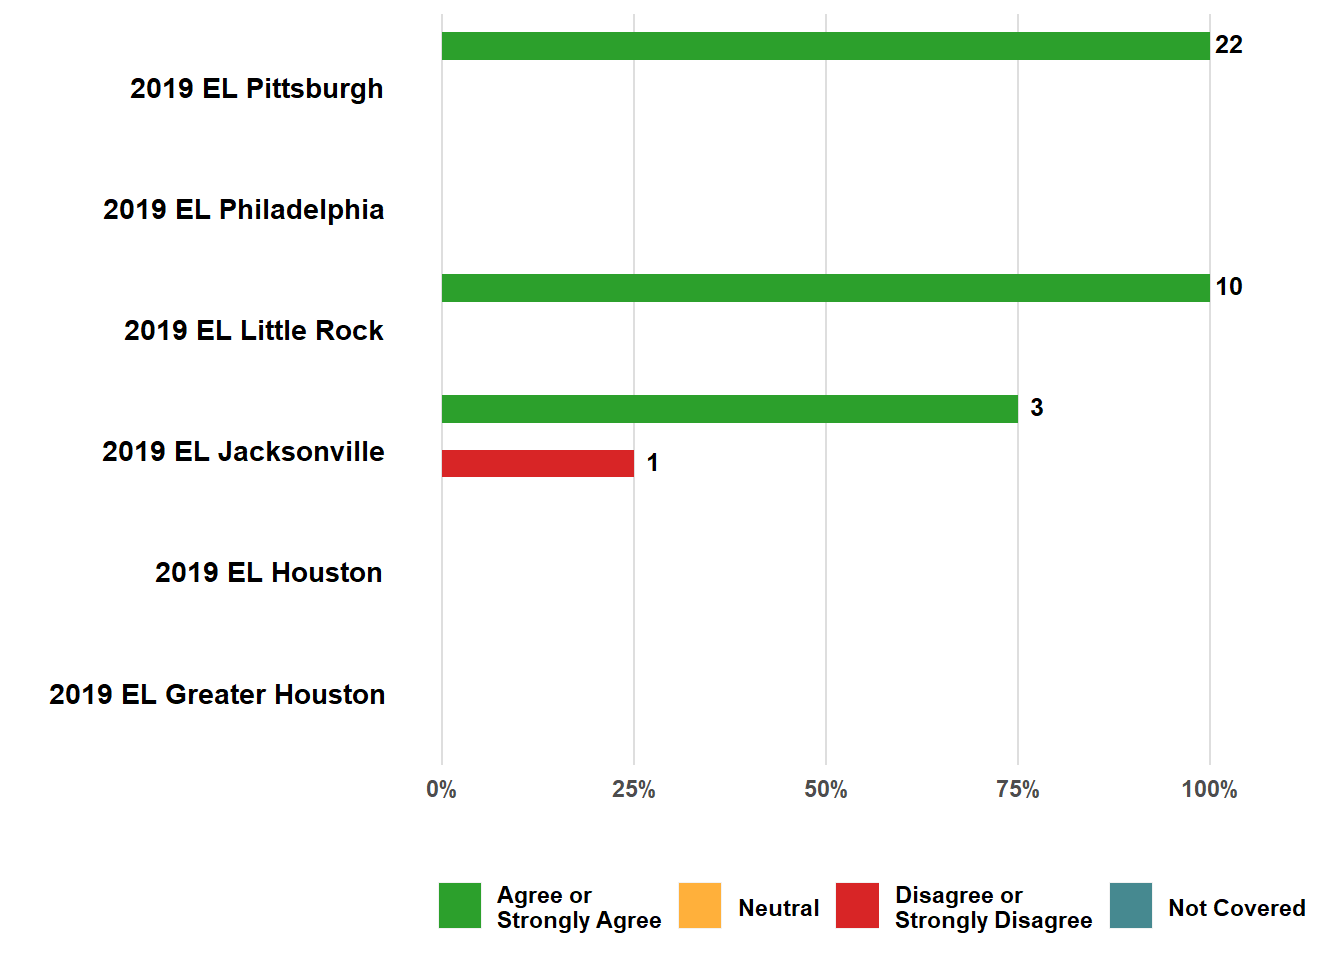 22
2019 EL Pittsburgh
2019 EL Philadelphia
10
2019 EL Little Rock
3
2019 EL Jacksonville
1
2019 EL Houston
2019 EL Greater Houston
0% 25% 50% 75% 100%
Agree or
Strongly Agree
Neutral
Disagree or
Strongly Disagree
Not Covered